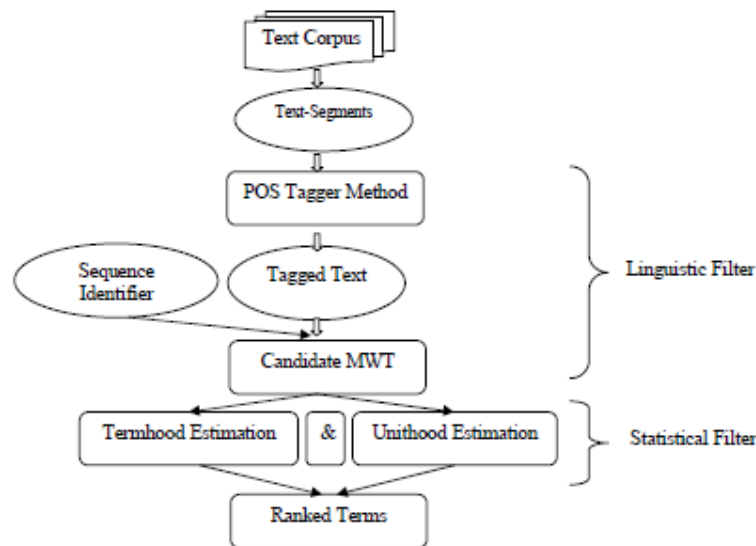 Text Corpus
Text-Segments
POS Tagger Method
Sequence
Identifier
Tagged Text
Linguistic Filter
Candidate MWT
Termhood Estimation
&
Unithood Estimation
Statistical Filter
Ranked Terms